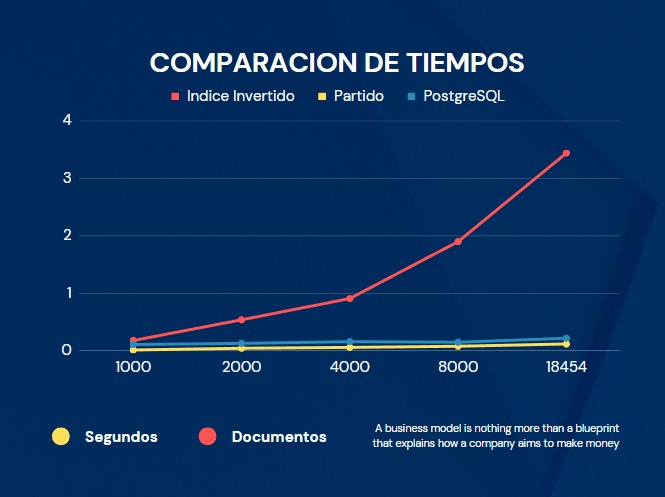 COMPARACION DE TIEMPOS
Indice Invertido Partido PostgreSQL
4
3
2
1
0
1000 2000 4000 8000 18454
Segundos Documentos
A business model is nothing more than a blueprint
that explains how a company aims to make money